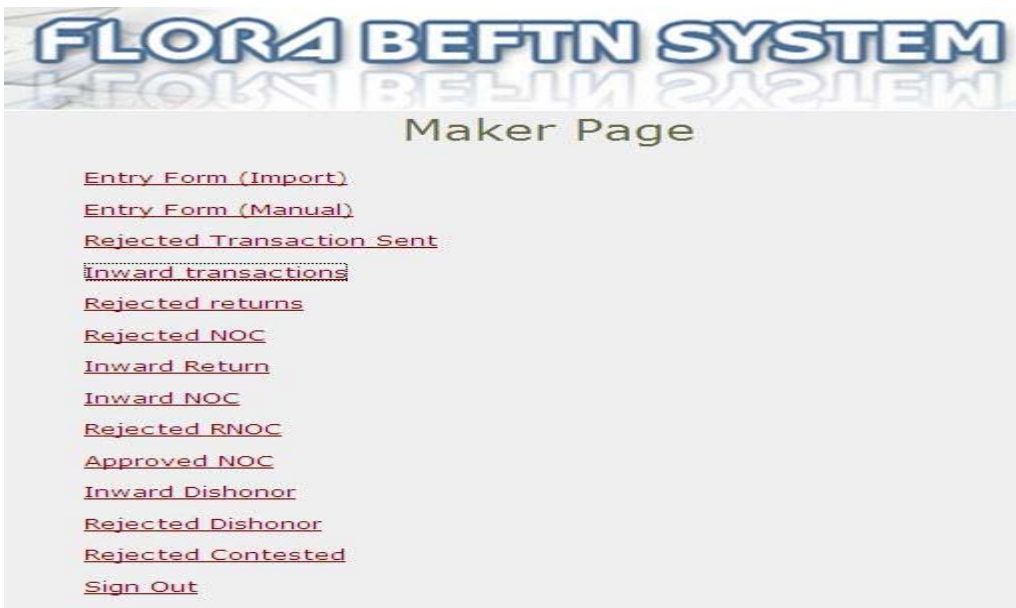 FLORA BEFTN SYSTEM
Maker Page
Entry Form (Import)
Entry Form (Manual)
Rejected Transaction Sent
Inward transactions
Rejected returns
Rejected NOC
Inward Return
Inward NOC
Rejected RNOC
Approved NOC
Inward Dishonor
Rejected Dishonor
Rejected Contested
Sign Out